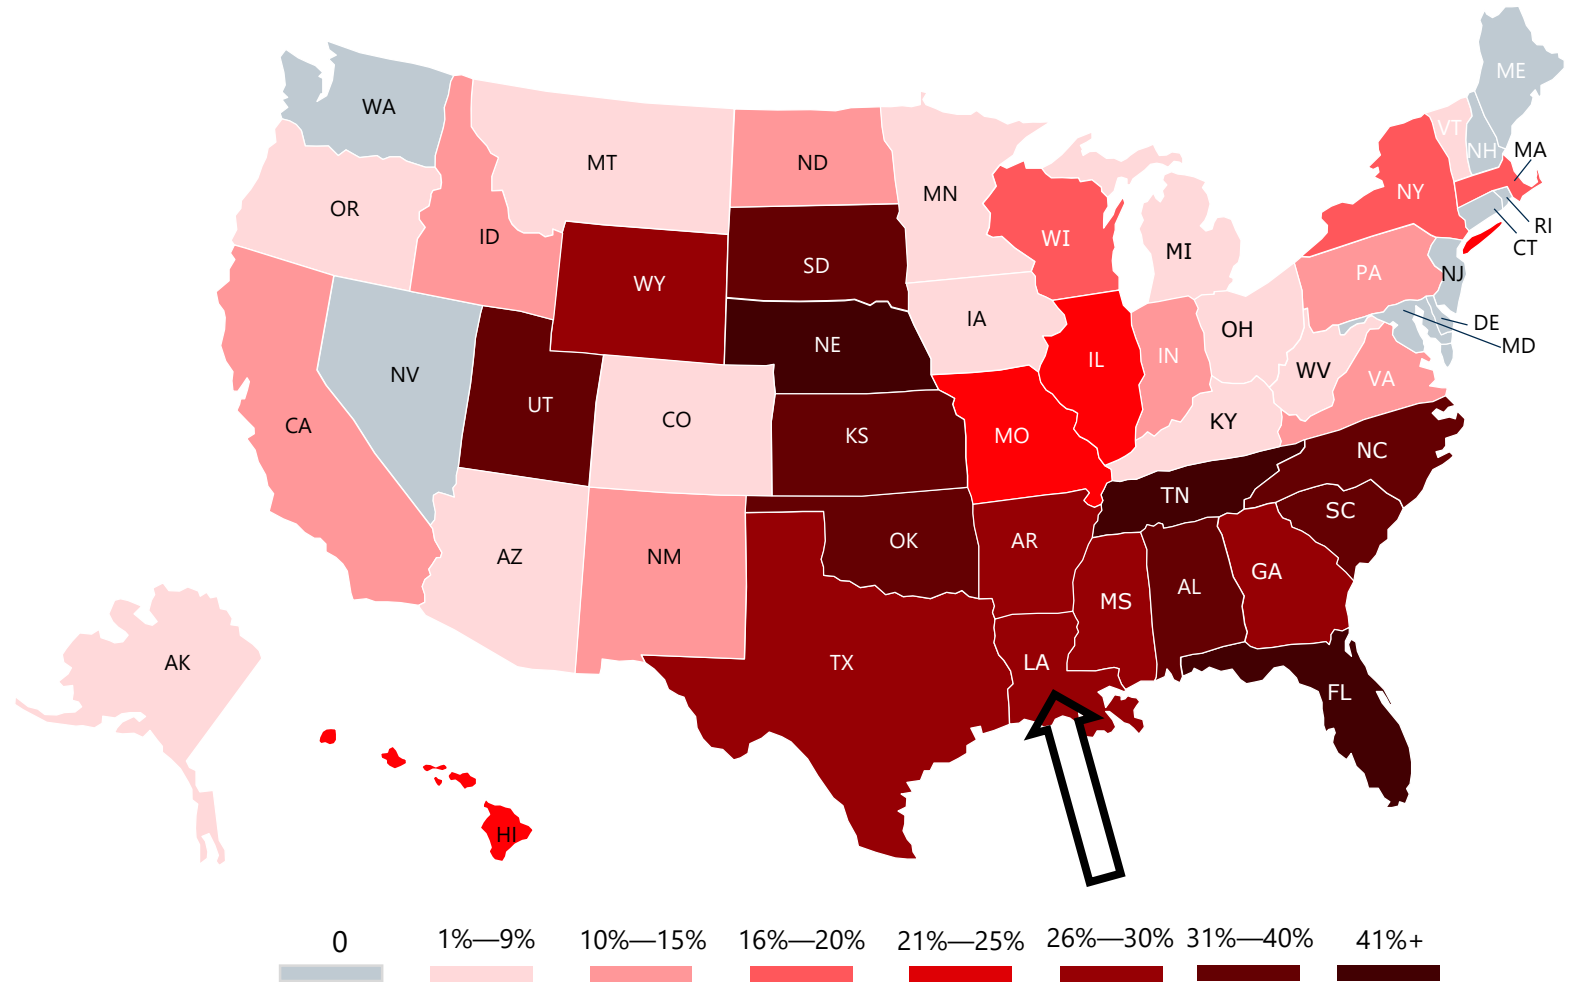 ME
WA
VT
NH
MA
MT
ND
MN
NY
OR
ID
WI
RI
CT
MI
SD
PA
NJ
WY
IA
OH
DE
MD
NE
IL
IN
NV
WV
VA
UT
CO
KY
CA
KS
MO
NC
TN
SC
AZ
NM
OK
AR
GA
AL
MS
AK
TX
LA
FL
HI
0
1%—9%
10%—15%
16%—20%
21%—25%
26%—30%
31%—40%
41%+